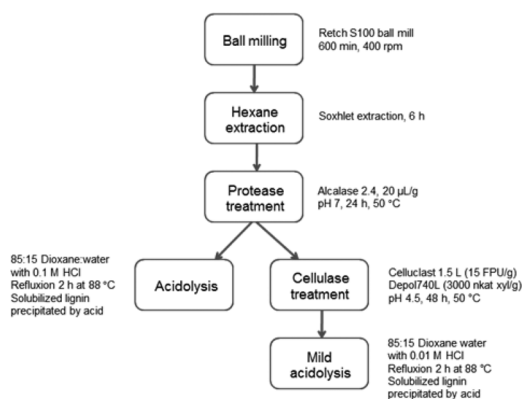 Ball milling
Retch S100 ball mill
600 min, 400 rpm
Hexane
extraction
Soxhlet extraction, 6 h
Protease
treatment
Alcalase 2.4, 20 µL/g
pH 7, 24 h, 50 °C
85:15 Dioxane:water
with 0.1 M HCl
Refluxion 2 h at 88 °C
Solubilized lignin
precipitated by acid
Acidolysis
Cellulase
treatment
Celluclast 1.5 L (15 FPU/g)
Depol740L (3000 nkat xyl/g)
pH 4.5, 48 h, 50 °C
Mild
acidolysis
85:15 Dioxane water
with 0.01 M HCl
Refluxion 2 h at 88 °C
Solubilized lignin
precipitated by acid